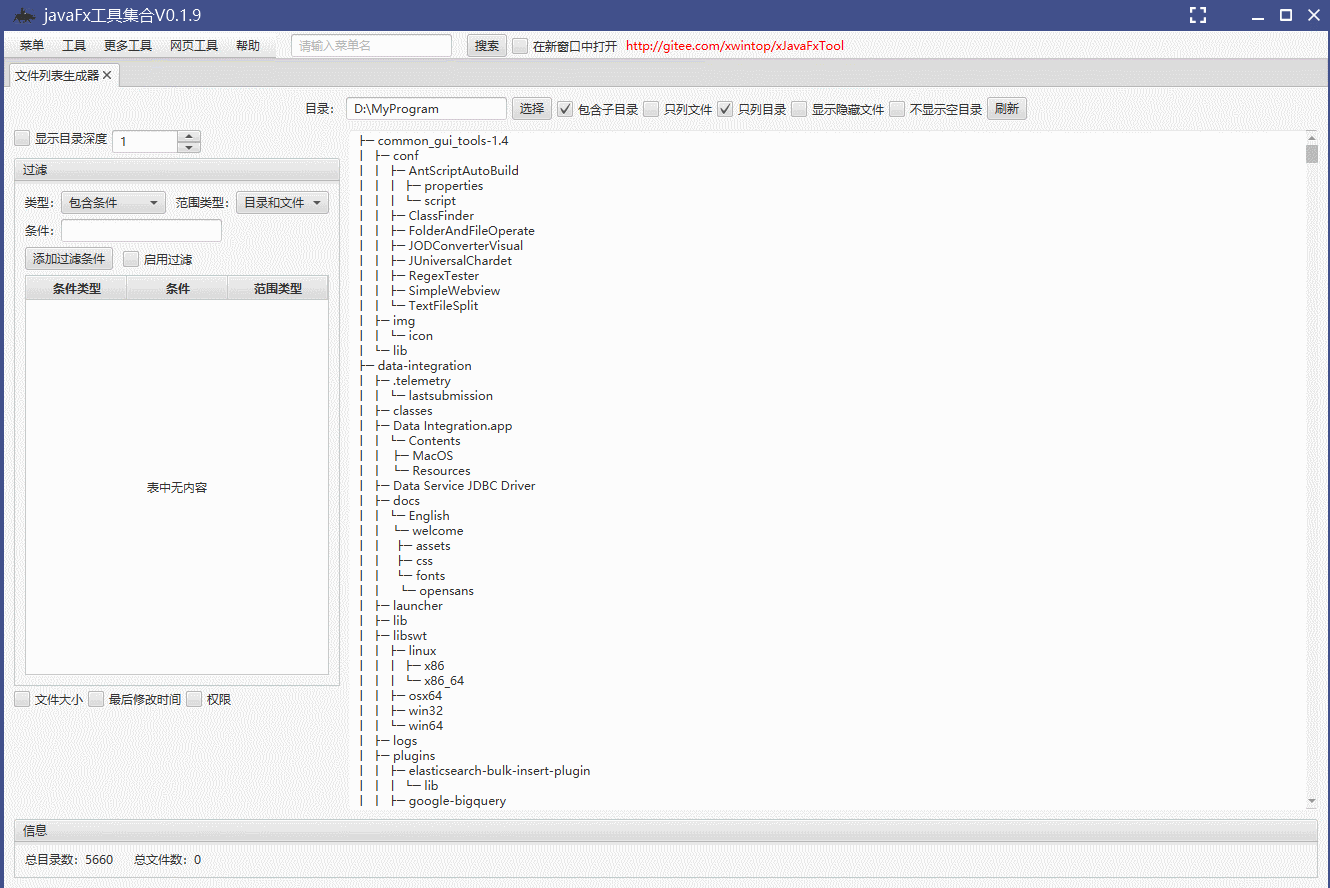 javaFx工具集合V0.1.9
菜单 工具 更多工具 网页工具 帮助 请输入菜单名 搜索 在新窗口中打开 http://gitee.com/xwintop/xJavaFxTool
文件列表生成器
目录： D:\MyProgram 选择 包含子目录 只列文件 只列目录 显示隐藏文件 不显示空目录 刷新
显示目录深度 1
过滤
类型： 包含条件 范围类型： 目录和文件
条件：
添加过滤条件 启用过滤
条件类型 条件 范围类型
表中无内容
文件大小 最后修改时间 权限
├─ common_gui_tools-1.4
│ ├─ conf
│ │ ├─ AntScriptAutoBuild
│ │ │ ├─ properties
│ │ │ └─ script
│ │ ├─ ClassFinder
│ │ ├─ FolderAndFileOperate
│ │ ├─ JODConverterVisual
│ │ ├─ JUniversalChardet
│ │ ├─ RegexTester
│ │ ├─ SimpleWebview
│ │ └─ TextFileSplit
│ ├─ img
│ │ └─ icon
│ └─ lib
├─ data-integration
│ ├─ .telemetry
│ │ └─ lastsubmission
│ ├─ classes
│ ├─ Data Integration.app
│ │ └─ Contents
│ │   ├─ MacOS
│ │   └─ Resources
│ ├─ Data Service JDBC Driver
│ ├─ docs
│ │ └─ English
│ │   └─ welcome
│ │     ├─ assets
│ │     ├─ css
│ │     └─ fonts
│ │       └─ opensans
│ ├─ launcher
│ ├─ lib
│ ├─ libswt
│ │ ├─ linux
│ │ │ ├─ x86
│ │ │ └─ x86_64
│ │ ├─ osx64
│ │ ├─ win32
│ │ └─ win64
│ ├─ logs
│ ├─ plugins
│ │ ├─ elasticsearch-bulk-insert-plugin
│ │ │ └─ lib
│ │ ├─ google-bigquery
信息
总目录数：5660 总文件数：0